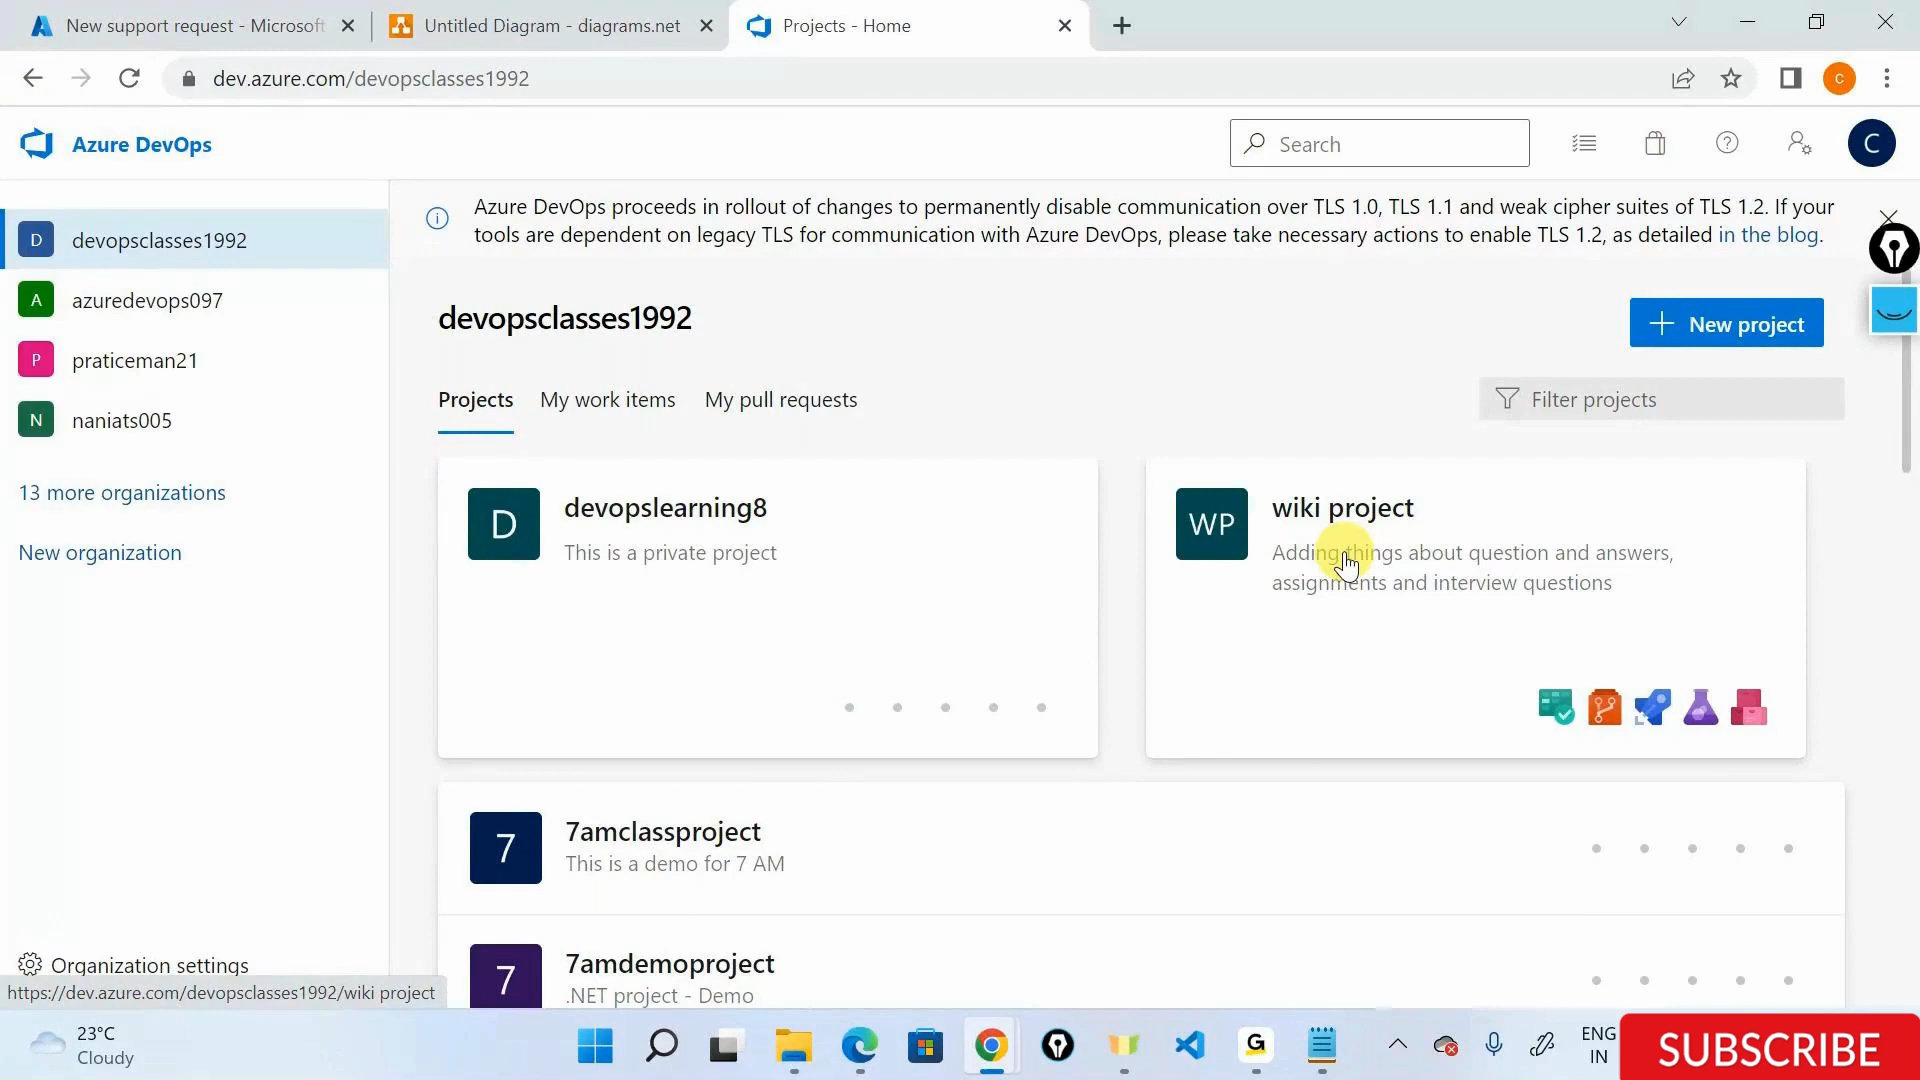 New support request - Microsoft
Untitled Diagram - diagrams.net
Projects - Home
dev.azure.com/devopsclasses1992
C
Azure DevOps
Search
C
D devopsclasses1992
A azuredevops097
P praticeman21
N naniats005
13 more organizations
New organization
Organization settings
https://dev.azure.com/devopsclasses1992/wiki project
Azure DevOps proceeds in rollout of changes to permanently disable communication over TLS 1.0, TLS 1.1 and weak cipher suites of TLS 1.2. If your
tools are dependent on legacy TLS for communication with Azure DevOps, please take necessary actions to enable TLS 1.2, as detailed in the blog.
devopsclasses1992
New project
Projects My work items My pull requests
Filter projects
D
devopslearning8
This is a private project
WP
wiki project
Adding things about question and answers,
assignments and interview questions
7
7amclassproject
This is a demo for 7 AM
7
7amdemoproject
.NET project - Demo
23°C
Cloudy
G
ENG
IN
SUBSCRIBE